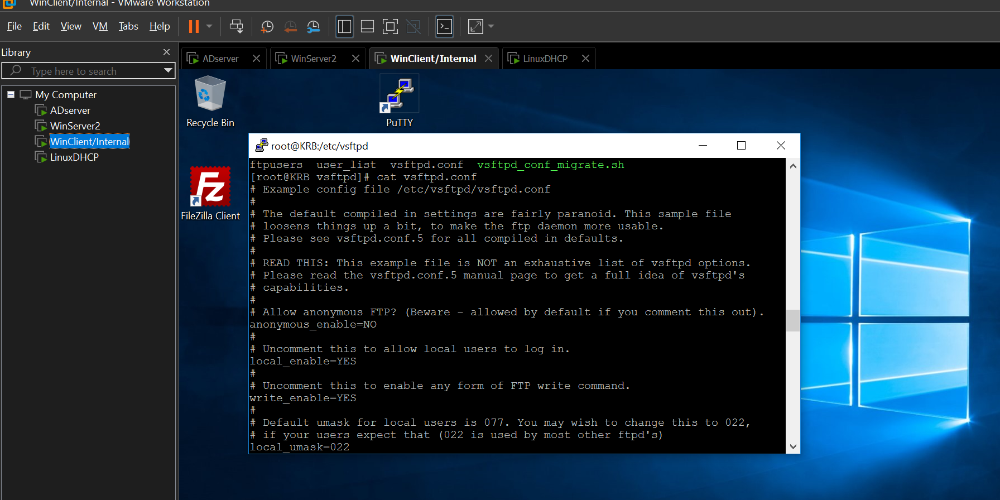 WinClient/Internal - VMware Workstation
File Edit View VM Tabs Help
Library
Type here to search
My Computer
ADserver
WinServer2
WinClient/Internal
LinuxDHCP
ADserver WinServer2 WinClient/Internal LinuxDHCP
Recycle Bin
PuTTY
Fz
FileZilla Client
root@KRB:/etc/vsftpd
ftpusers user_list vsftpd.conf vsftpd_conf_migrate.sh
[root@KRB vsftpd]# cat vsftpd.conf
# Example config file /etc/vsftpd/vsftpd.conf
#
# The default compiled in settings are fairly paranoid. This sample file
# loosens things up a bit, to make the ftp daemon more usable.
# Please see vsftpd.conf.5 for all compiled in defaults.
#
# READ THIS: This example file is NOT an exhaustive list of vsftpd options.
# Please read the vsftpd.conf.5 manual page to get a full idea of vsftpd's
# capabilities.
#
# Allow anonymous FTP? (Beware - allowed by default if you comment this out).
anonymous_enable=NO
#
# Uncomment this to allow local users to log in.
local_enable=YES
#
# Uncomment this to enable any form of FTP write command.
write_enable=YES
#
# Default umask for local users is 077. You may wish to change this to 022,
# if your users expect that (022 is used by most other ftpd's)
local_umask=022